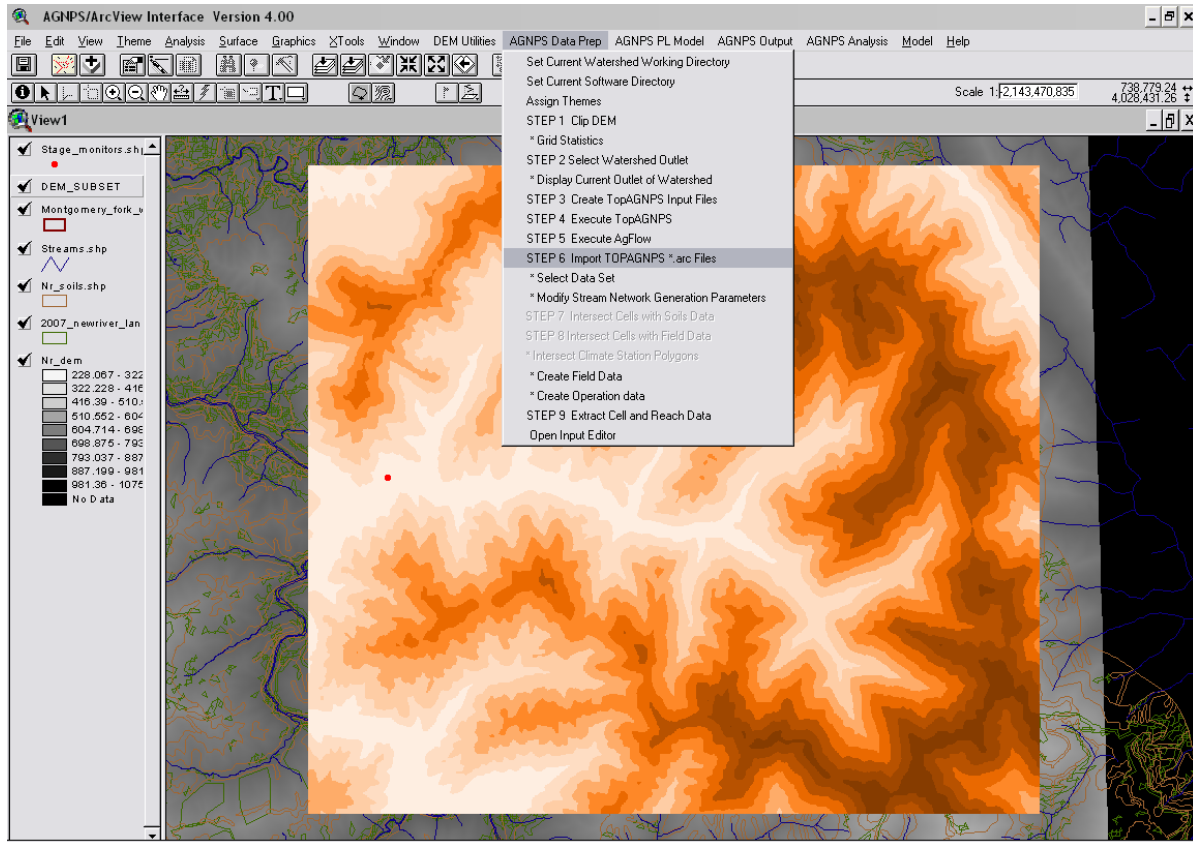 AGNPS/ArcView Interface Version 4.00
File Edit View Theme Analysis Surface Graphics XTools Window DEM Utilities AGNPS Data Prep AGNPS PL Model AGNPS Output AGNPS Analysis Model Help
Scale 1: -2,143,470,835
738,779.24
4,028,431.26
View1
Set Current Watershed Working Directory
Set Current Software Directory
Assign Themes
STEP 1 Clip DEM
* Grid Statistics
STEP 2 Select Watershed Outlet
* Display Current Outlet of Watershed
STEP 3 Create TopAGNPS Input Files
STEP 4 Execute TopAGNPS
STEP 5 Execute AgFlow
STEP 6 Import TOPAGNPS *.arc Files
* Select Data Set
* Modify Stream Network Generation Parameters
STEP 7 Intersect Cells with Soils Data
STEP 8 Intersect Cells with Field Data
* Intersect Climate Station Polygons
* Create Field Data
* Create Operation data
STEP 9 Extract Cell and Reach Data
Open Input Editor
Stage_monitors.sh
DEM_SUBSET
Montgomery_fork_
Streams.shp
Nr_soils.shp
2007_newriver_lan
Nr_dem
228.067 - 322
322.228 - 416
416.39 - 510.
510.552 - 604
604.714 - 698
698.875 - 793
793.037 - 887
887.199 - 981
981.36 - 1075
No Data